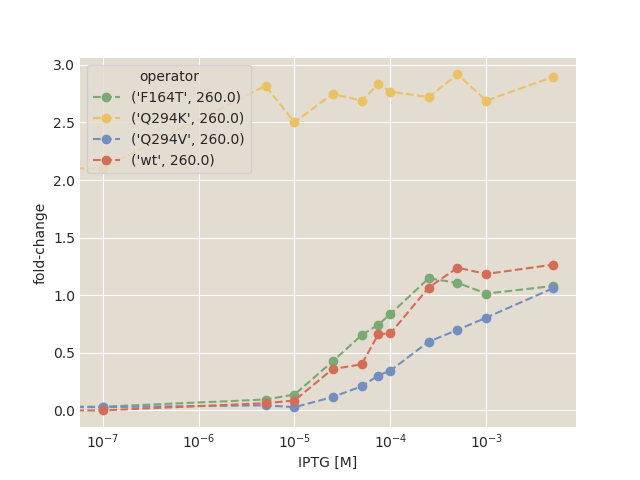 operator
('F164T', 260.0)
('Q294K', 260.0)
('Q294V', 260.0)
('wt', 260.0)
3.0
2.5
2.0
1.5
1.0
0.5
0.0
fold-change
10⁻⁷ 10⁻⁶ 10⁻⁵ 10⁻⁴ 10⁻³
IPTG [M]